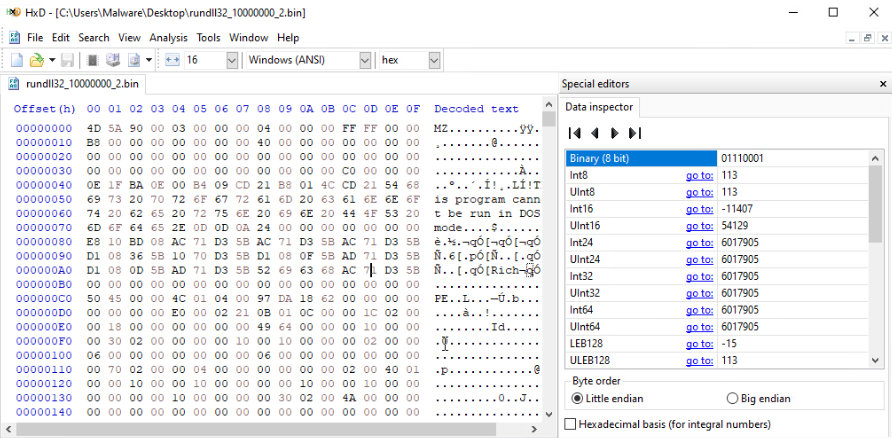 HxD - [C:\Users\Malware\Desktop\rundll32_10000000_2.bin]
File Edit Search View Analysis Tools Window Help
16 Windows (ANSI) hex
rundll32_10000000_2.bin
Offset(h) 00 01 02 03 04 05 06 07 08 09 0A 0B 0C 0D 0E 0F Decoded text
00000000 4D 5A 90 00 03 00 00 00 04 00 00 00 FF FF 00 00 MZ..........ÿÿ..
00000010 B8 00 00 00 00 00 00 00 40 00 00 00 00 00 00 00 ¸.......@.......
00000020 00 00 00 00 00 00 00 00 00 00 00 00 00 00 00 00 ................
00000030 00 00 00 00 00 00 00 00 00 00 00 00 C0 00 00 00 ............À...
00000040 0E 1F BA 0E 00 B4 09 CD 21 B8 01 4C CD 21 54 68 ..º..´.Í!¸.LÍ!T
00000050 69 73 20 70 72 6F 67 72 61 6D 20 63 61 6E 6E 6F is program cann
00000060 74 20 62 65 20 72 75 6E 20 69 6E 20 44 4F 53 20 t be run in DOS
00000070 6D 6F 64 65 2E 0D 0D 0A 24 00 00 00 00 00 00 00 mode....$.......
00000080 E8 10 BD 08 AC 71 D3 5B AC 71 D3 5B AC 71 D3 5B è.½.¬qÓ[¬qÓ[¬qÓ
00000090 D1 08 36 5B 10 70 D3 5B D1 08 0F 5B AD 71 D3 5B Ñ.6[.pÓ[Ñ..[.qÓ
000000A0 D1 08 0D 5B AD 71 D3 5B 52 69 63 68 AC 71 D3 5B Ñ..[.qÓ[Rich¬qÓ
000000B0 00 00 00 00 00 00 00 00 00 00 00 00 00 00 00 00 ................
000000C0 50 45 00 00 4C 01 04 00 97 DA 18 62 00 00 00 00 PE..L...—Ú.b....
000000D0 00 00 00 00 E0 00 02 21 0B 01 0C 00 00 1C 02 00 ....à..!........
000000E0 00 18 00 00 00 00 00 00 49 64 00 00 00 10 00 00 ........Id......
000000F0 00 30 02 00 00 00 00 10 00 10 00 00 00 02 00 00
00000100 06 00 00 00 00 00 00 00 06 00 00 00 00 00 00 00 ................
00000110 00 70 02 00 00 04 00 00 00 00 00 00 02 00 40 01 .p............@
00000120 00 00 10 00 00 10 00 00 00 00 10 00 00 10 00 00 ................
00000130 00 00 00 00 10 00 00 00 00 30 02 00 4A 00 00 00 .........0..J...
00000140 00 00 00 00 00 00 00 00 00 00 00 00 00 00 00 00 ................
Special editors
Data inspector
Binary (8 bit) 01110001
Int8 go to: 113
UInt8 go to: 113
Int16 go to: -11407
UInt16 go to: 54129
Int24 go to: 6017905
UInt24 go to: 6017905
Int32 go to: 6017905
UInt32 go to: 6017905
Int64 go to: 6017905
UInt64 go to: 6017905
LEB128 go to: -15
ULEB128 go to: 113
Byte order
Little endian Big endian
Hexadecimal basis (for integral numbers)